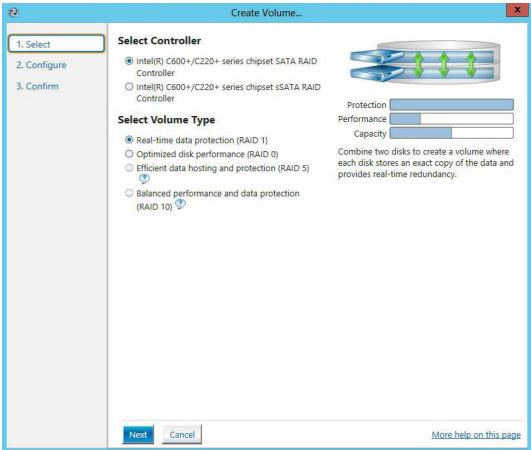 Create Volume...
x
1. Select
2. Configure
3. Confirm
Select Controller
Intel(R) C600+/C220+ series chipset SATA RAID
Controller
Intel(R) C600+/C220+ series chipset sSATA RAID
Controller
Select Volume Type
Real-time data protection (RAID 1)
Optimized disk performance (RAID 0)
Efficient data hosting and protection (RAID 5)
?
Balanced performance and data protection
(RAID 10) ?
Protection
Performance
Capacity
Combine two disks to create a volume where
each disk stores an exact copy of the data and
provides real-time redundancy.
Next
Cancel
More help on this page